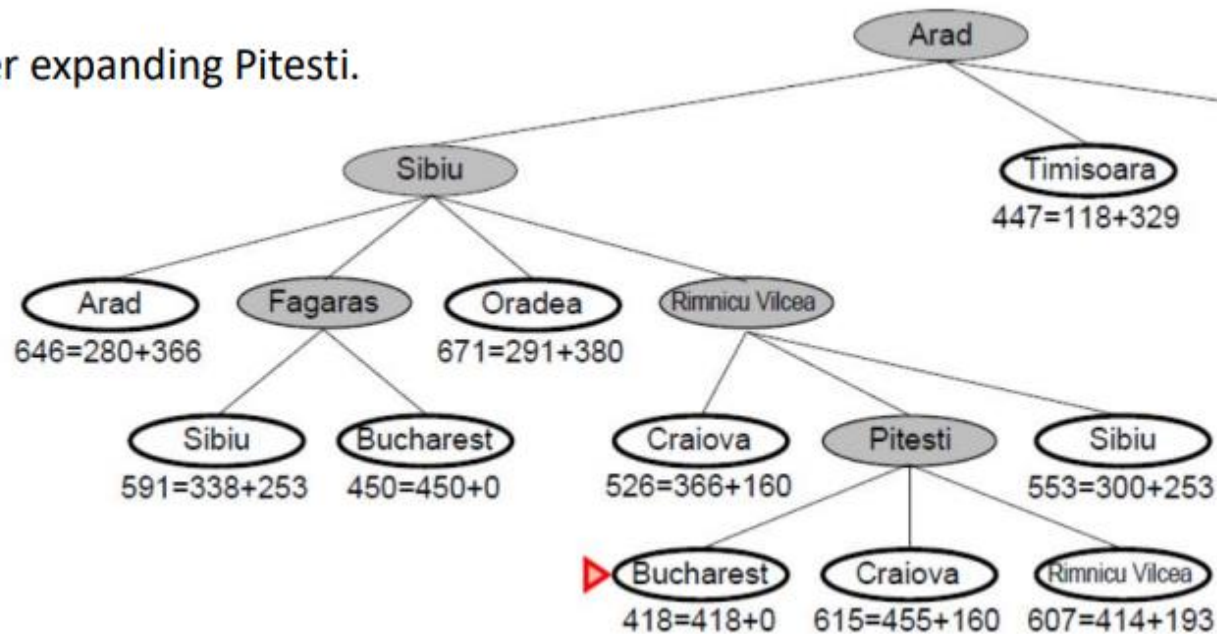 er expanding Pitesti.
Arad
Sibiu
Timisoara
447=118+329
Arad
Fagaras
Oradea
Rimnicu Vilcea
646=280+366
671=291+380
Sibiu
Bucharest
Craiova
Pitesti
Sibiu
591=338+253
450=450+0
526=366+160
553=300+253
Bucharest
Craiova
Rimnicu Vilcea
418=418+0
615=455+160
607=414+193